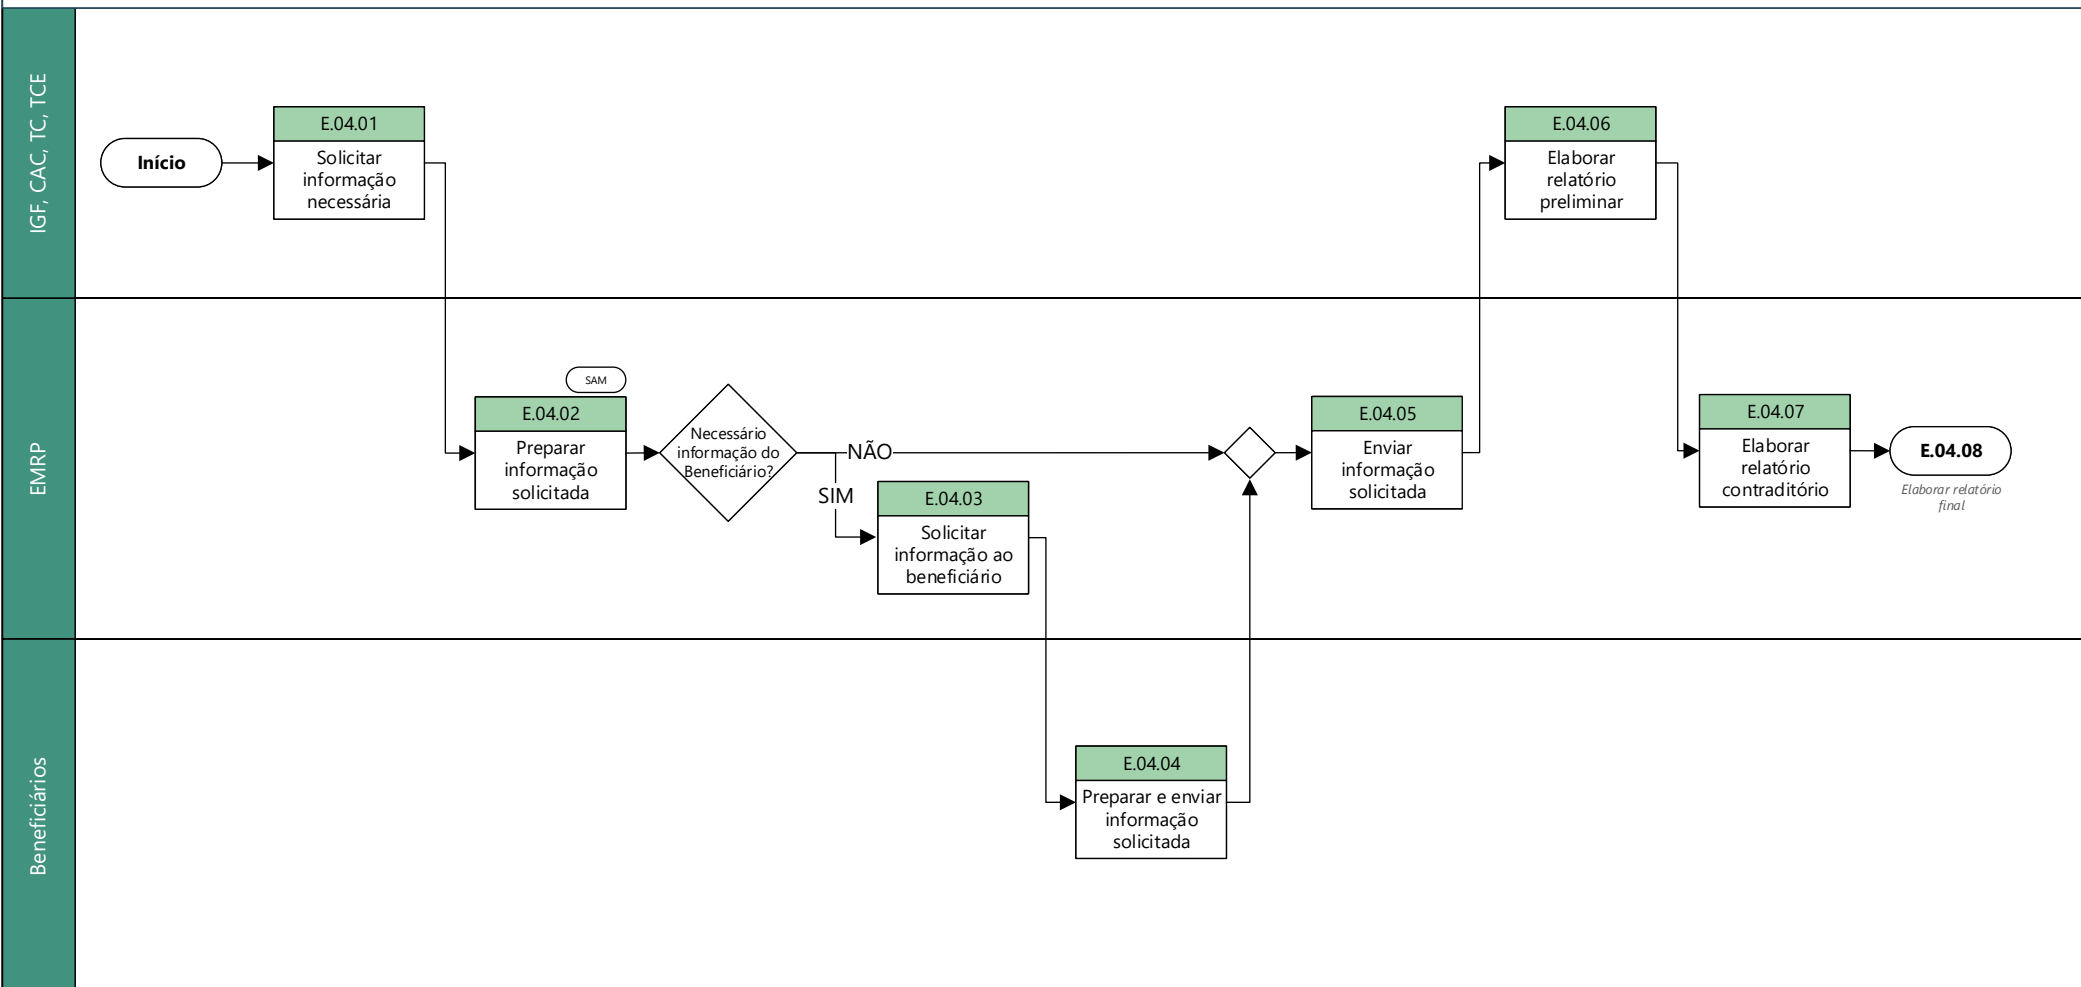 IGF, CAC, TC, TCE
Início
E.04.01
Solicitar
informação
necessária
E.04.06
Elaborar
relatório
preliminar
EMRP
SAM
E.04.02
Preparar
informação
solicitada
Necessário
informação do
Beneficiário?
NÃO
SIM
E.04.03
Solicitar
informação ao
beneficiário
E.04.05
Enviar
informação
solicitada
E.04.07
Elaborar
relatório
contraditório
E.04.08
Elaborar relatório
final
Beneficiários
E.04.04
Preparar e enviar
informação
solicitada